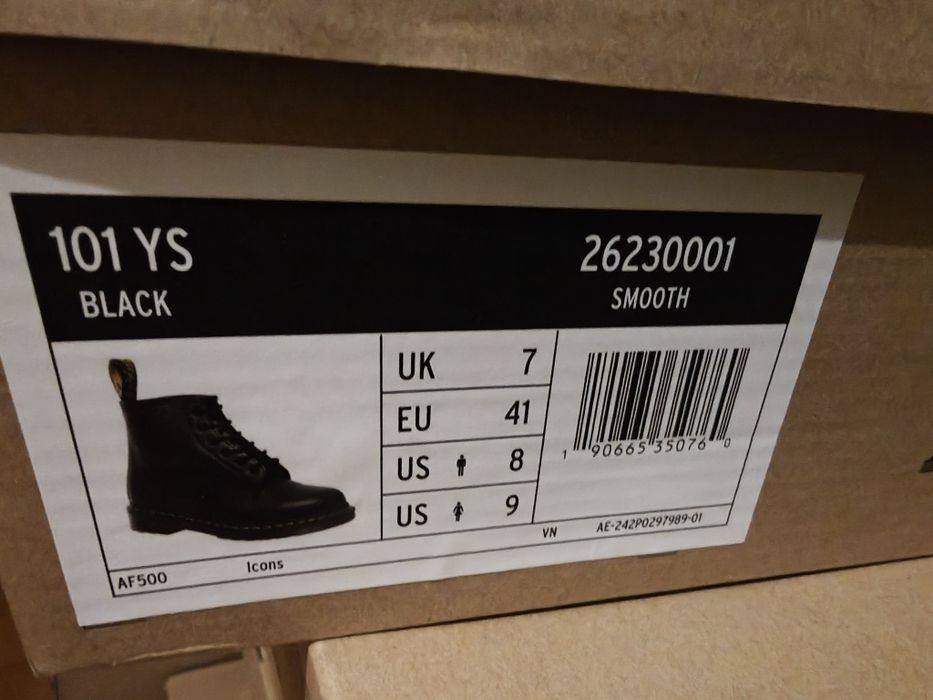 101 YS
BLACK
26230001
SMOOTH
UK 7
EU 41
US 8
US 9
1 90665 35076 0
VN AE-242P0297989-01
AF500 Icons